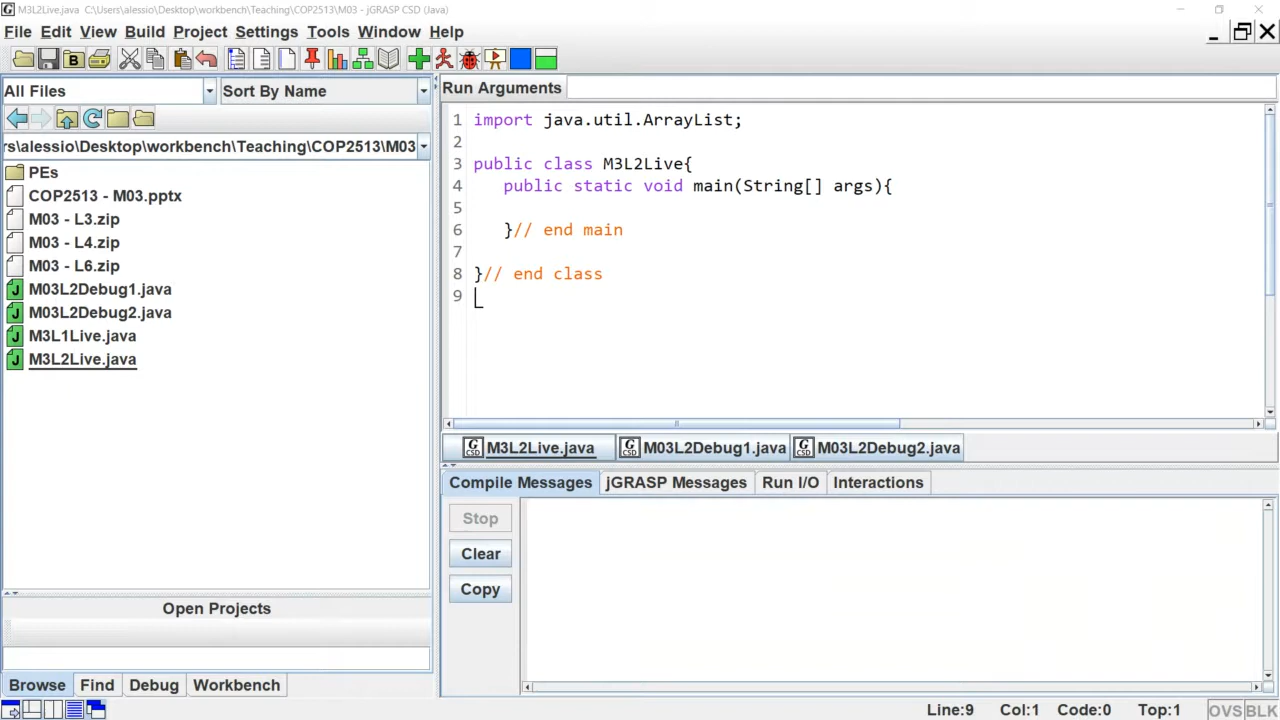 M3L2Live.java  C:\Users\alessio\Desktop\workbench\Teaching\COP2513\M03 - jGRASP CSD (Java)
File Edit View Build Project Settings Tools Window Help
All Files
Sort By Name
rs\alessio\Desktop\workbench\Teaching\COP2513\M03
PEs
COP2513 - M03.pptx
M03 - L3.zip
M03 - L4.zip
M03 - L6.zip
M03L2Debug1.java
M03L2Debug2.java
M3L1Live.java
M3L2Live.java
Open Projects
Browse Find Debug Workbench
Run Arguments
1 import java.util.ArrayList;
2
3 public class M3L2Live{
4    public static void main(String[] args){
5
6    }// end main
7
8 }// end class
9
M3L2Live.java M03L2Debug1.java M03L2Debug2.java
Compile Messages jGRASP Messages Run I/O Interactions
Stop
Clear
Copy
Line:9 Col:1 Code:0 Top:1 OVS BLK